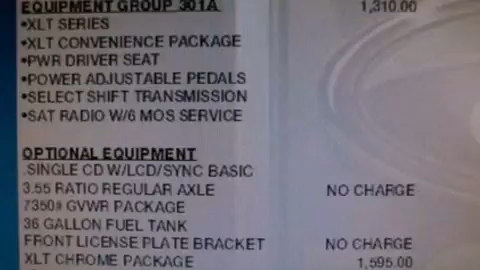 EQUIPMENT GROUP 301A 1,310.00
•XLT SERIES
•XLT CONVENIENCE PACKAGE
•PWR DRIVER SEAT
•POWER ADJUSTABLE PEDALS
•SELECT SHIFT TRANSMISSION
•SAT RADIO W/6 MOS SERVICE
OPTIONAL EQUIPMENT
.SINGLE CD W/LCD/SYNC BASIC
3.55 RATIO REGULAR AXLE NO CHARGE
7350# GVWR PACKAGE
36 GALLON FUEL TANK
FRONT LICENSE PLATE BRACKET NO CHARGE
XLT CHROME PACKAGE 1,595.00